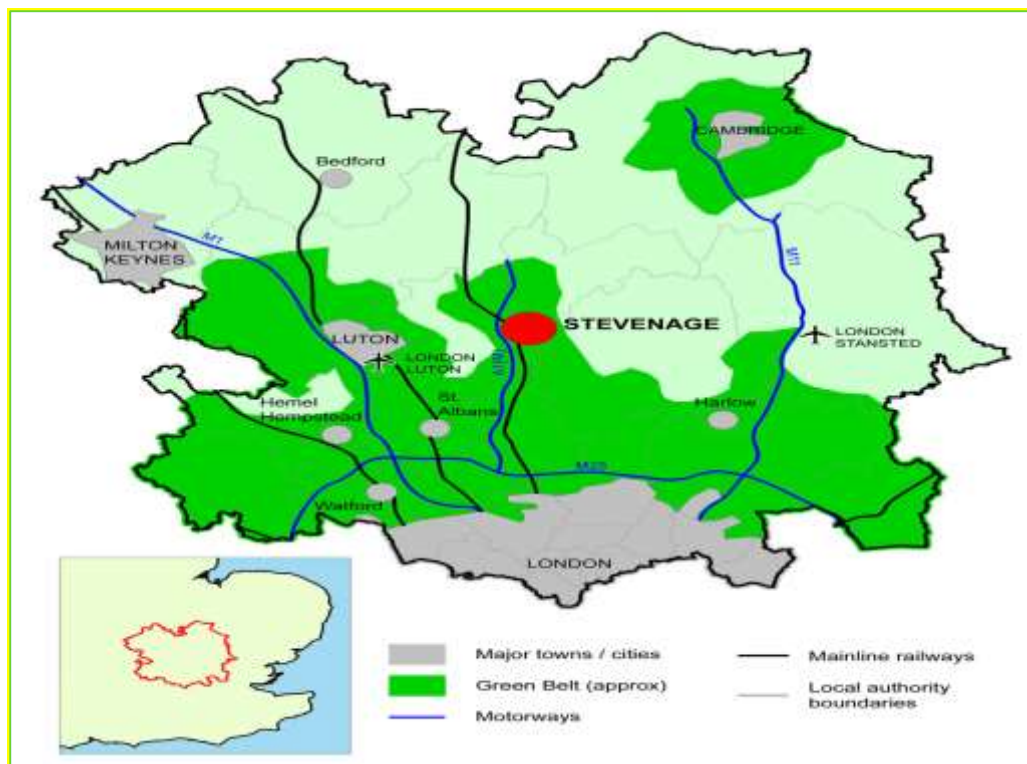 CAMBRIDGE
Bedford
MILTON
KEYNES
M1
M11
STEVENAGE
LUTON
LONDON
LUTON
LONDON
STANSTED
Hemel
Hempstead
St.
Albans
Harlow
M25
Watford
LONDON
Major towns / cities
Green Belt (approx)
Motorways
Mainline railways
Local authority
boundaries